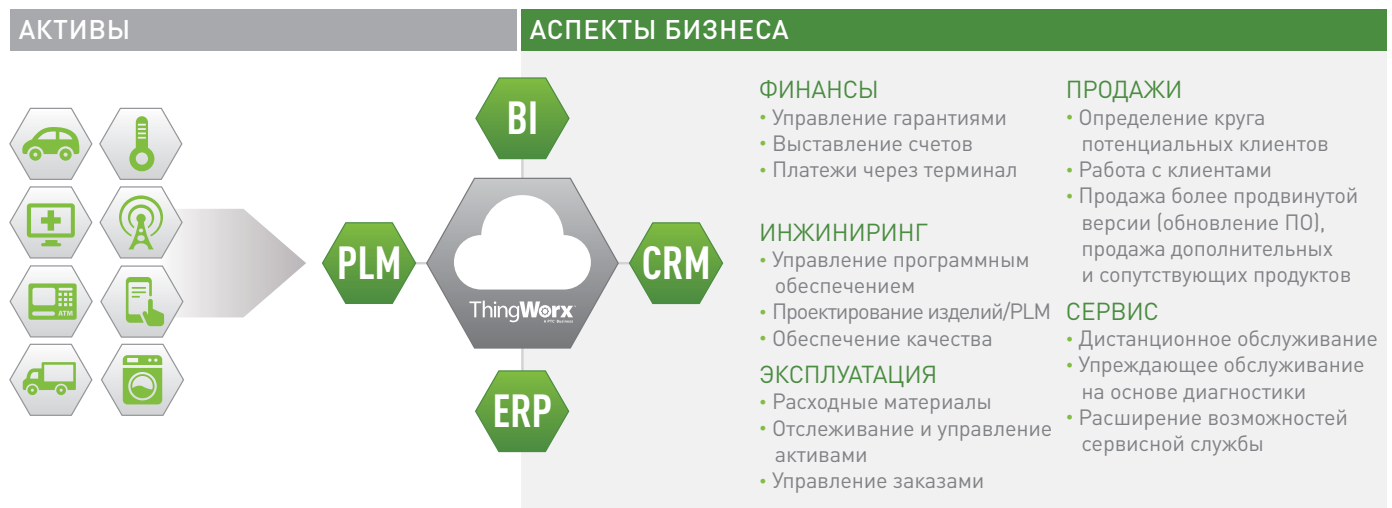 АКТИВЫ
АСПЕКТЫ БИЗНЕСА
ATM
BI
PLM
ThingWorx
A PTC Business
CRM
ERP
ФИНАНСЫ
• Управление гарантиями
• Выставление счетов
• Платежи через терминал
ИНЖИНИРИНГ
• Управление программным
обеспечением
• Проектирование изделий/PLM
• Обеспечение качества
ЭКСПЛУАТАЦИЯ
• Расходные материалы
• Отслеживание и управление
активами
• Управление заказами
ПРОДАЖИ
• Определение круга
потенциальных клиентов
• Работа с клиентами
• Продажа более продвинутой
версии (обновление ПО),
продажа дополнительных
и сопутствующих продуктов
СЕРВИС
• Дистанционное обслуживание
• Упреждающее обслуживание
на основе диагностики
• Расширение возможностей
сервисной службы